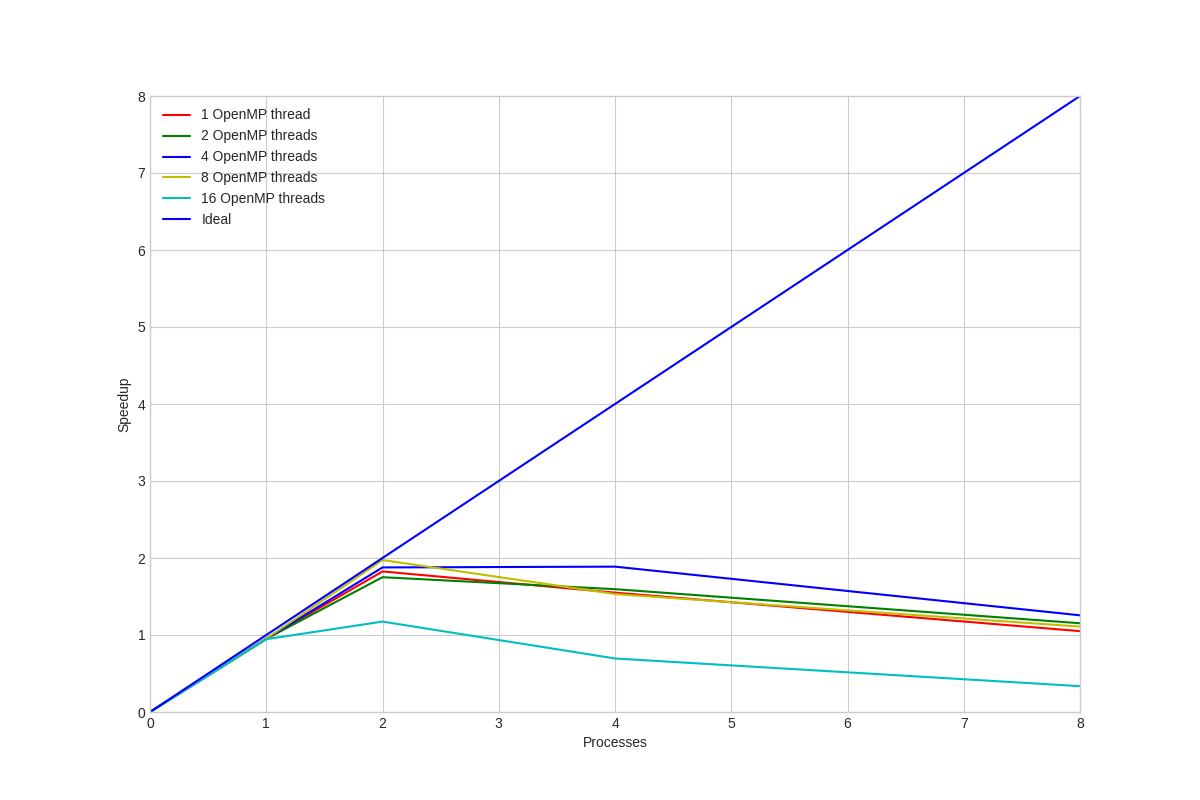 8
7
6
5
4
3
2
1
0
Speedup
1 OpenMP thread
2 OpenMP threads
4 OpenMP threads
8 OpenMP threads
16 OpenMP threads
Ideal
0 1 2 3 4 5 6 7 8
Processes